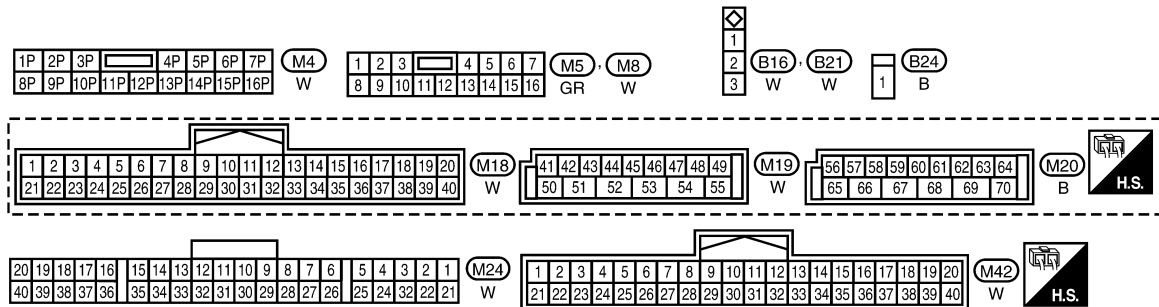 1P 2P 3P 4P 5P 6P 7P
8P 9P 10P 11P 12P 13P 14P 15P 16P
M4
W
1 2 3 4 5 6 7
8 9 10 11 12 13 14 15 16
M5 , M8
GR W
1
2
3
B16 , B21
W W
1
B24
B
1 2 3 4 5 6 7 8 9 10 11 12 13 14 15 16 17 18 19 20
21 22 23 24 25 26 27 28 29 30 31 32 33 34 35 36 37 38 39 40
M18
W
41 42 43 44 45 46 47 48 49
50 51 52 53 54 55
M19
W
56 57 58 59 60 61 62 63 64
65 66 67 68 69 70
M20
B
H.S.
20 19 18 17 16 15 14 13 12 11 10 9 8 7 6 5 4 3 2 1
40 39 38 37 36 35 34 33 32 31 30 29 28 27 26 25 24 32 22 21
M24
W
1 2 3 4 5 6 7 8 9 10 11 12 13 14 15 16 17 18 19 20
21 22 23 24 25 26 27 28 29 30 31 32 33 34 35 36 37 38 39 40
M42
W
H.S.